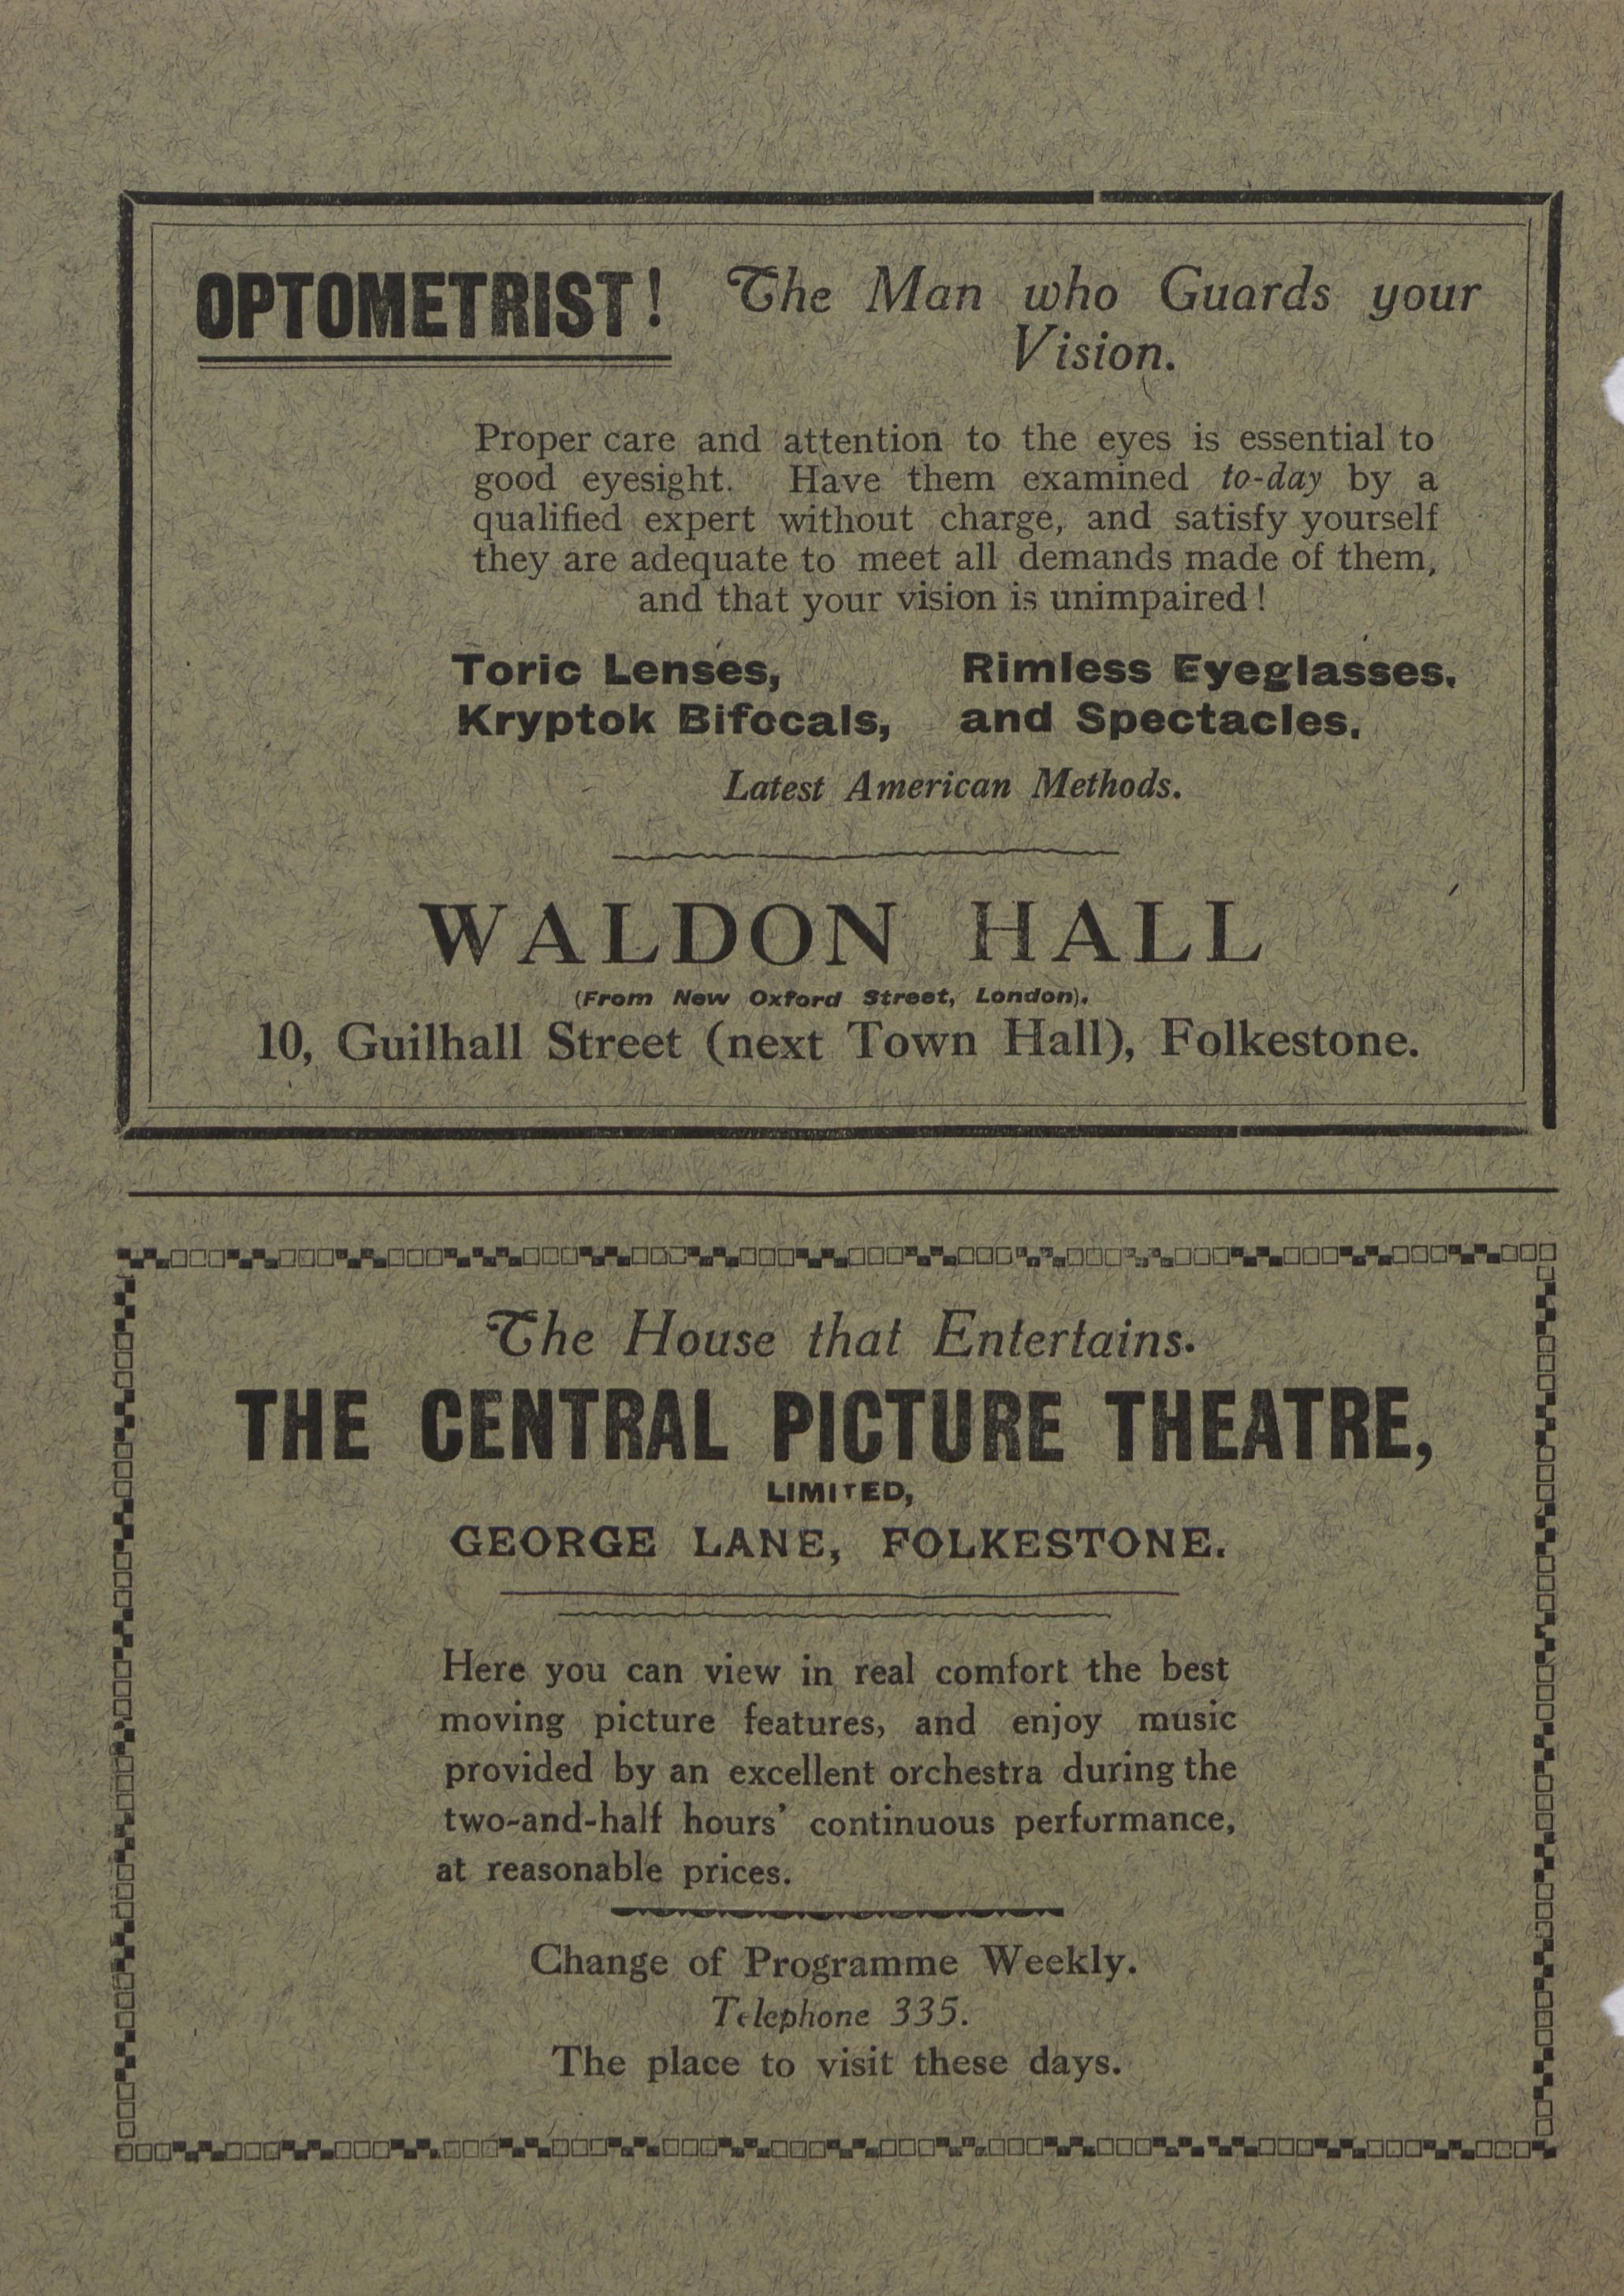 OPTOMETRIST! The Man who Guards your
Vision.
Proper care and attention to the eyes is essential to
good eyesight. Have them examined to-day by a
qualified expert without charge, and satisfy yourself
they are adequate to meet all demands made of them,
and that your vision is unimpaired!
Toric Lenses, Rimless Eyeglasses,
Kryptok Bifocals, and Spectacles.
Latest American Methods.
WALDON HALL
(From New Oxford Street, London).
10, Guilhall Street (next Town Hall), Folkestone.
The House that Entertains.
THE CENTRAL PICTURE THEATRE,
LIMITED,
GEORGE LANE, FOLKESTONE.
Here you can view in real comfort the best
moving picture features, and enjoy music
provided by an excellent orchestra during the
two-and-half hours' continuous performance,
at reasonable prices.
Change of Programme Weekly.
Telephone 335.
The place to visit these days.